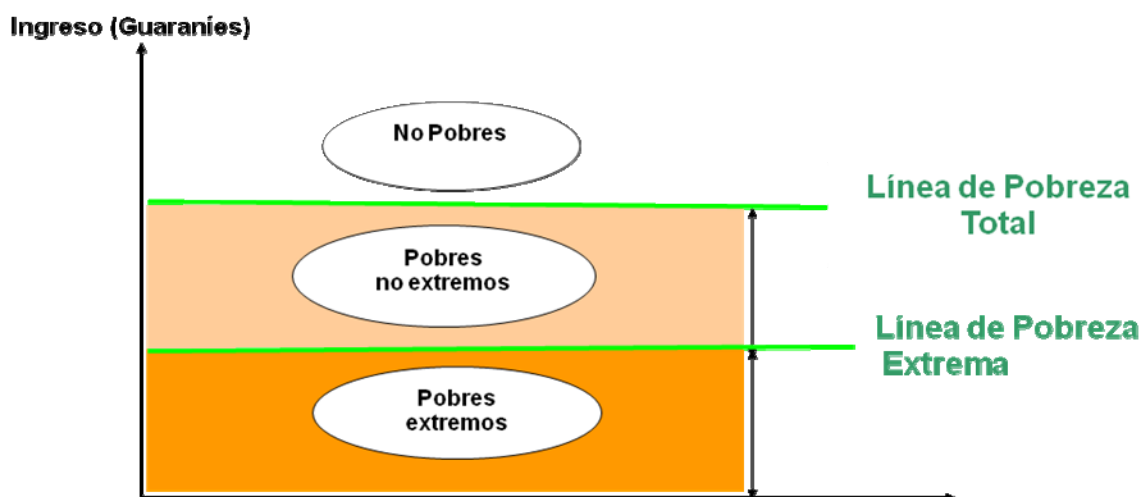 Ingreso (Guaraníes)
No Pobres
Línea de Pobreza
Total
Pobres
no extremos
Línea de Pobreza
Extrema
Pobres
extremos